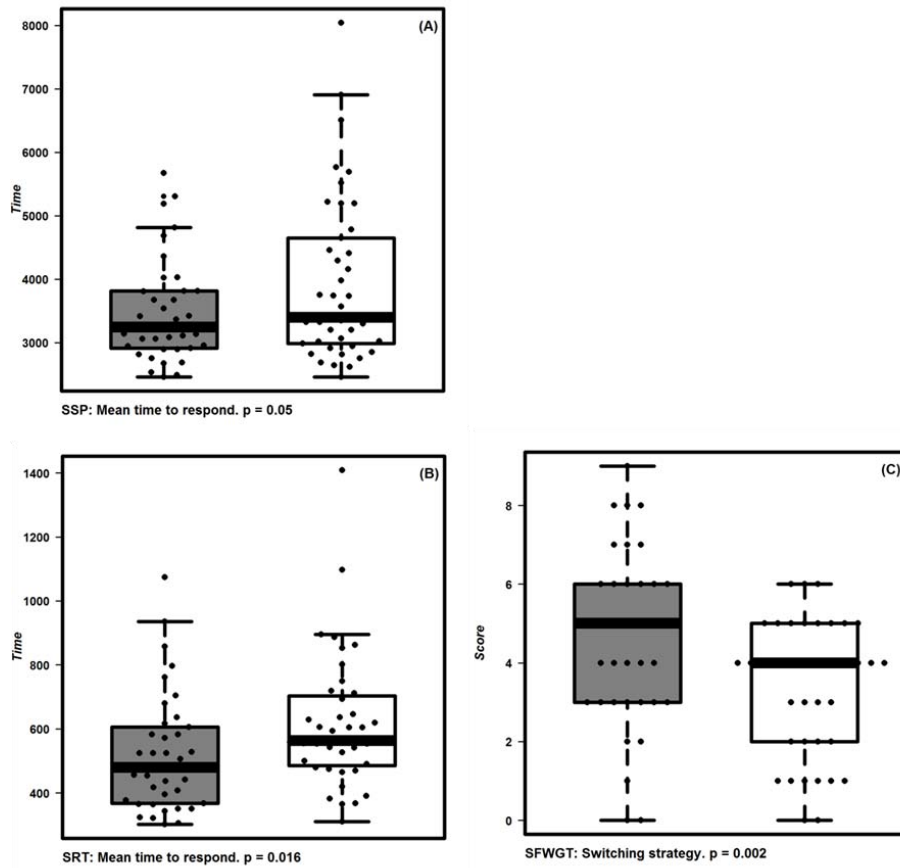 (A)
8000
7000
6000
5000
4000
3000
Time
SSP: Mean time to respond. p = 0.05
(B)
1400
1200
1000
800
600
400
Time
SRT: Mean time to respond. p = 0.016
(C)
8
6
4
2
0
Score
SFWGT: Switching strategy. p = 0.002